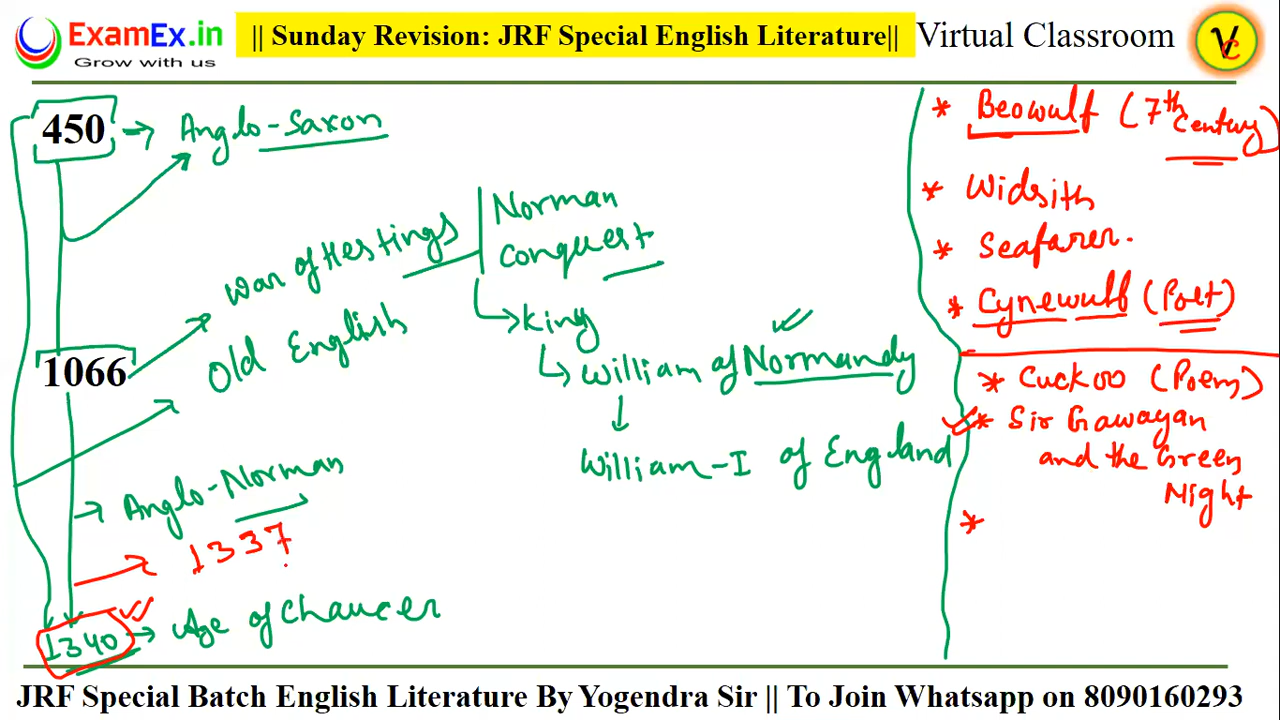 ExamEx.in
Grow with us
|| Sunday Revision: JRF Special English Literature||
Virtual Classroom
VC
450 → Anglo-Saxon
War of Hestings
Norman
conquest
→ King
1066
Old English
William of Normandy
William-I of England
Anglo-Norman
1337
1340 → Age of Chaucer
* Beowulf (7th
century)
* Widsith
* Seafarer.
* Cynewulf (Poet)
* Cuckoo (Poem)
* Sir Gawayan
and the Green
Night
*
JRF Special Batch English Literature By Yogendra Sir || To Join Whatsapp on 8090160293